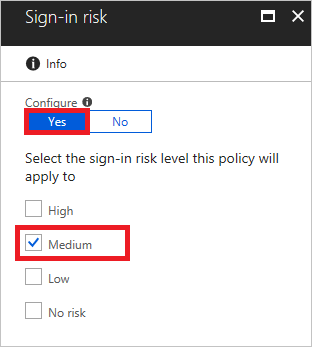 Sign-in risk
Info
Configure
Yes No
Select the sign-in risk level this policy will
apply to
High
Medium
Low
No risk